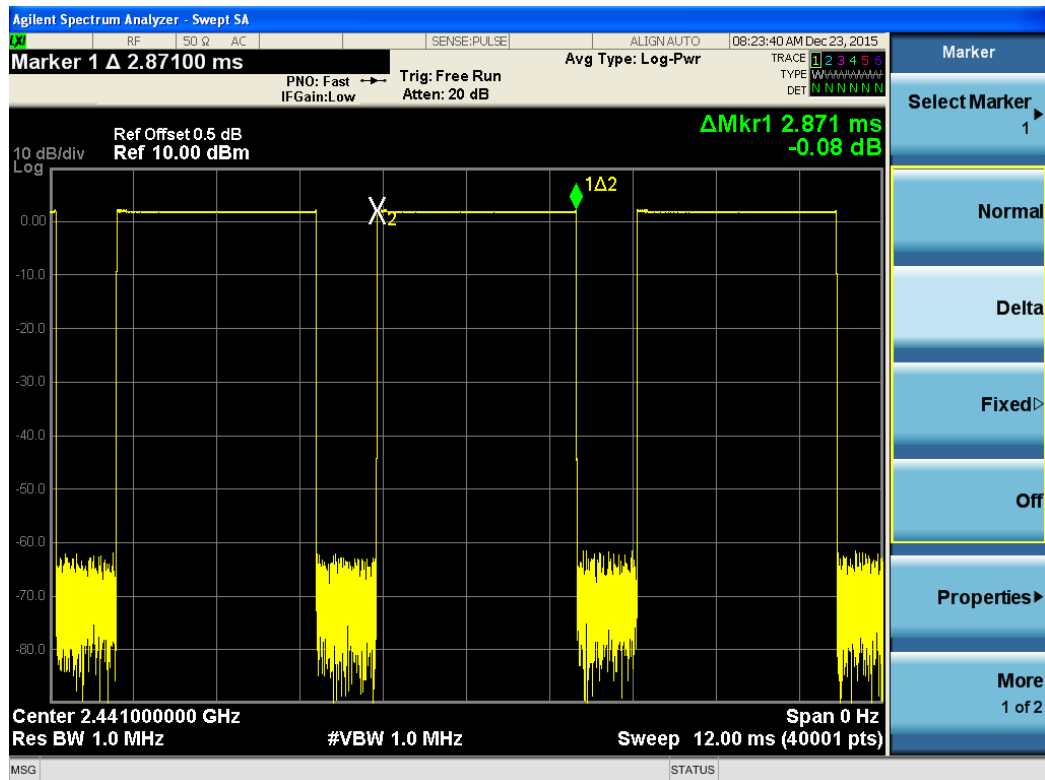 Agilent Spectrum Analyzer - Swept SA
LXI RF 50 Ω AC SENSE:PULSE ALIGN AUTO 08:23:40 AM Dec 23, 2015
Marker 1 Δ 2.87100 ms
PNO: Fast
IFGain:Low
Trig: Free Run
Atten: 20 dB
Avg Type: Log-Pwr
TRACE 1 2 3 4 5 6
TYPE W
DET N N N N N N
ΔMkr1 2.871 ms
-0.08 dB
Ref Offset 0.5 dB
10 dB/div Ref 10.00 dBm
Log
1Δ2
X2
0.00
-10.0
-20.0
-30.0
-40.0
-50.0
-60.0
-70.0
-80.0
Center 2.441000000 GHz Span 0 Hz
Res BW 1.0 MHz #VBW 1.0 MHz Sweep 12.00 ms (40001 pts)
MSG STATUS
Marker
Select Marker
1
Normal
Delta
Fixed
Off
Properties
More
1 of 2